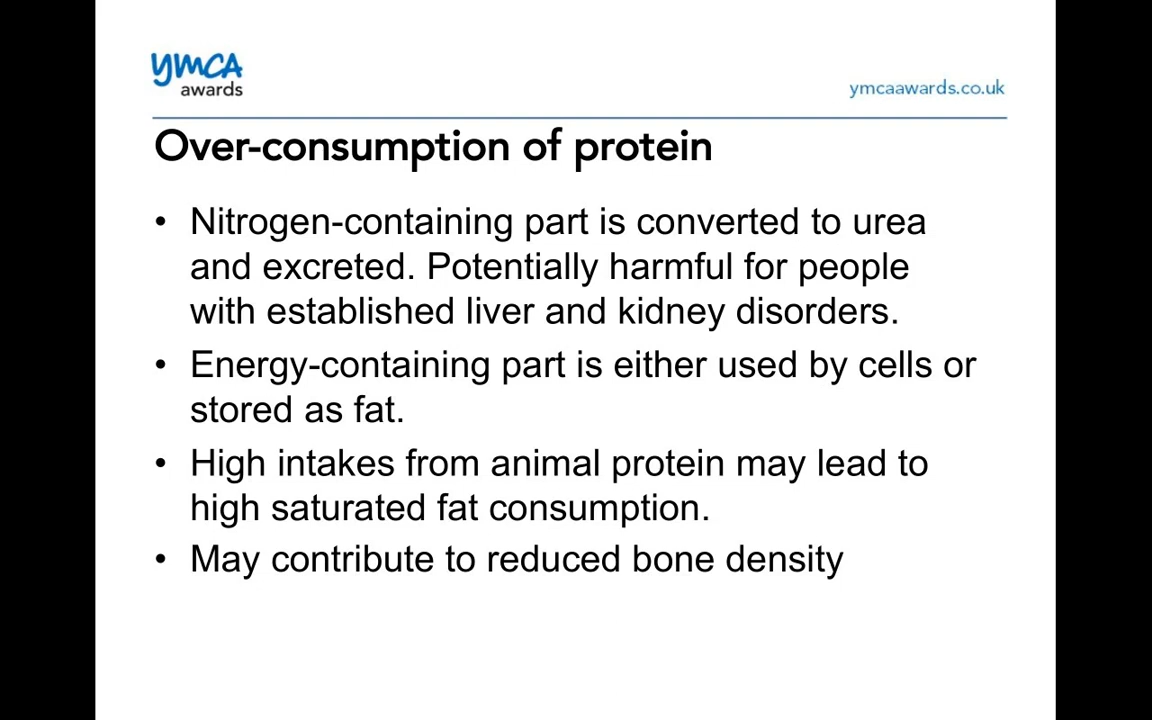 ymca
awards
ymcaawards.co.uk
Over-consumption of protein
• Nitrogen-containing part is converted to urea
and excreted. Potentially harmful for people
with established liver and kidney disorders.
• Energy-containing part is either used by cells or
stored as fat.
• High intakes from animal protein may lead to
high saturated fat consumption.
• May contribute to reduced bone density